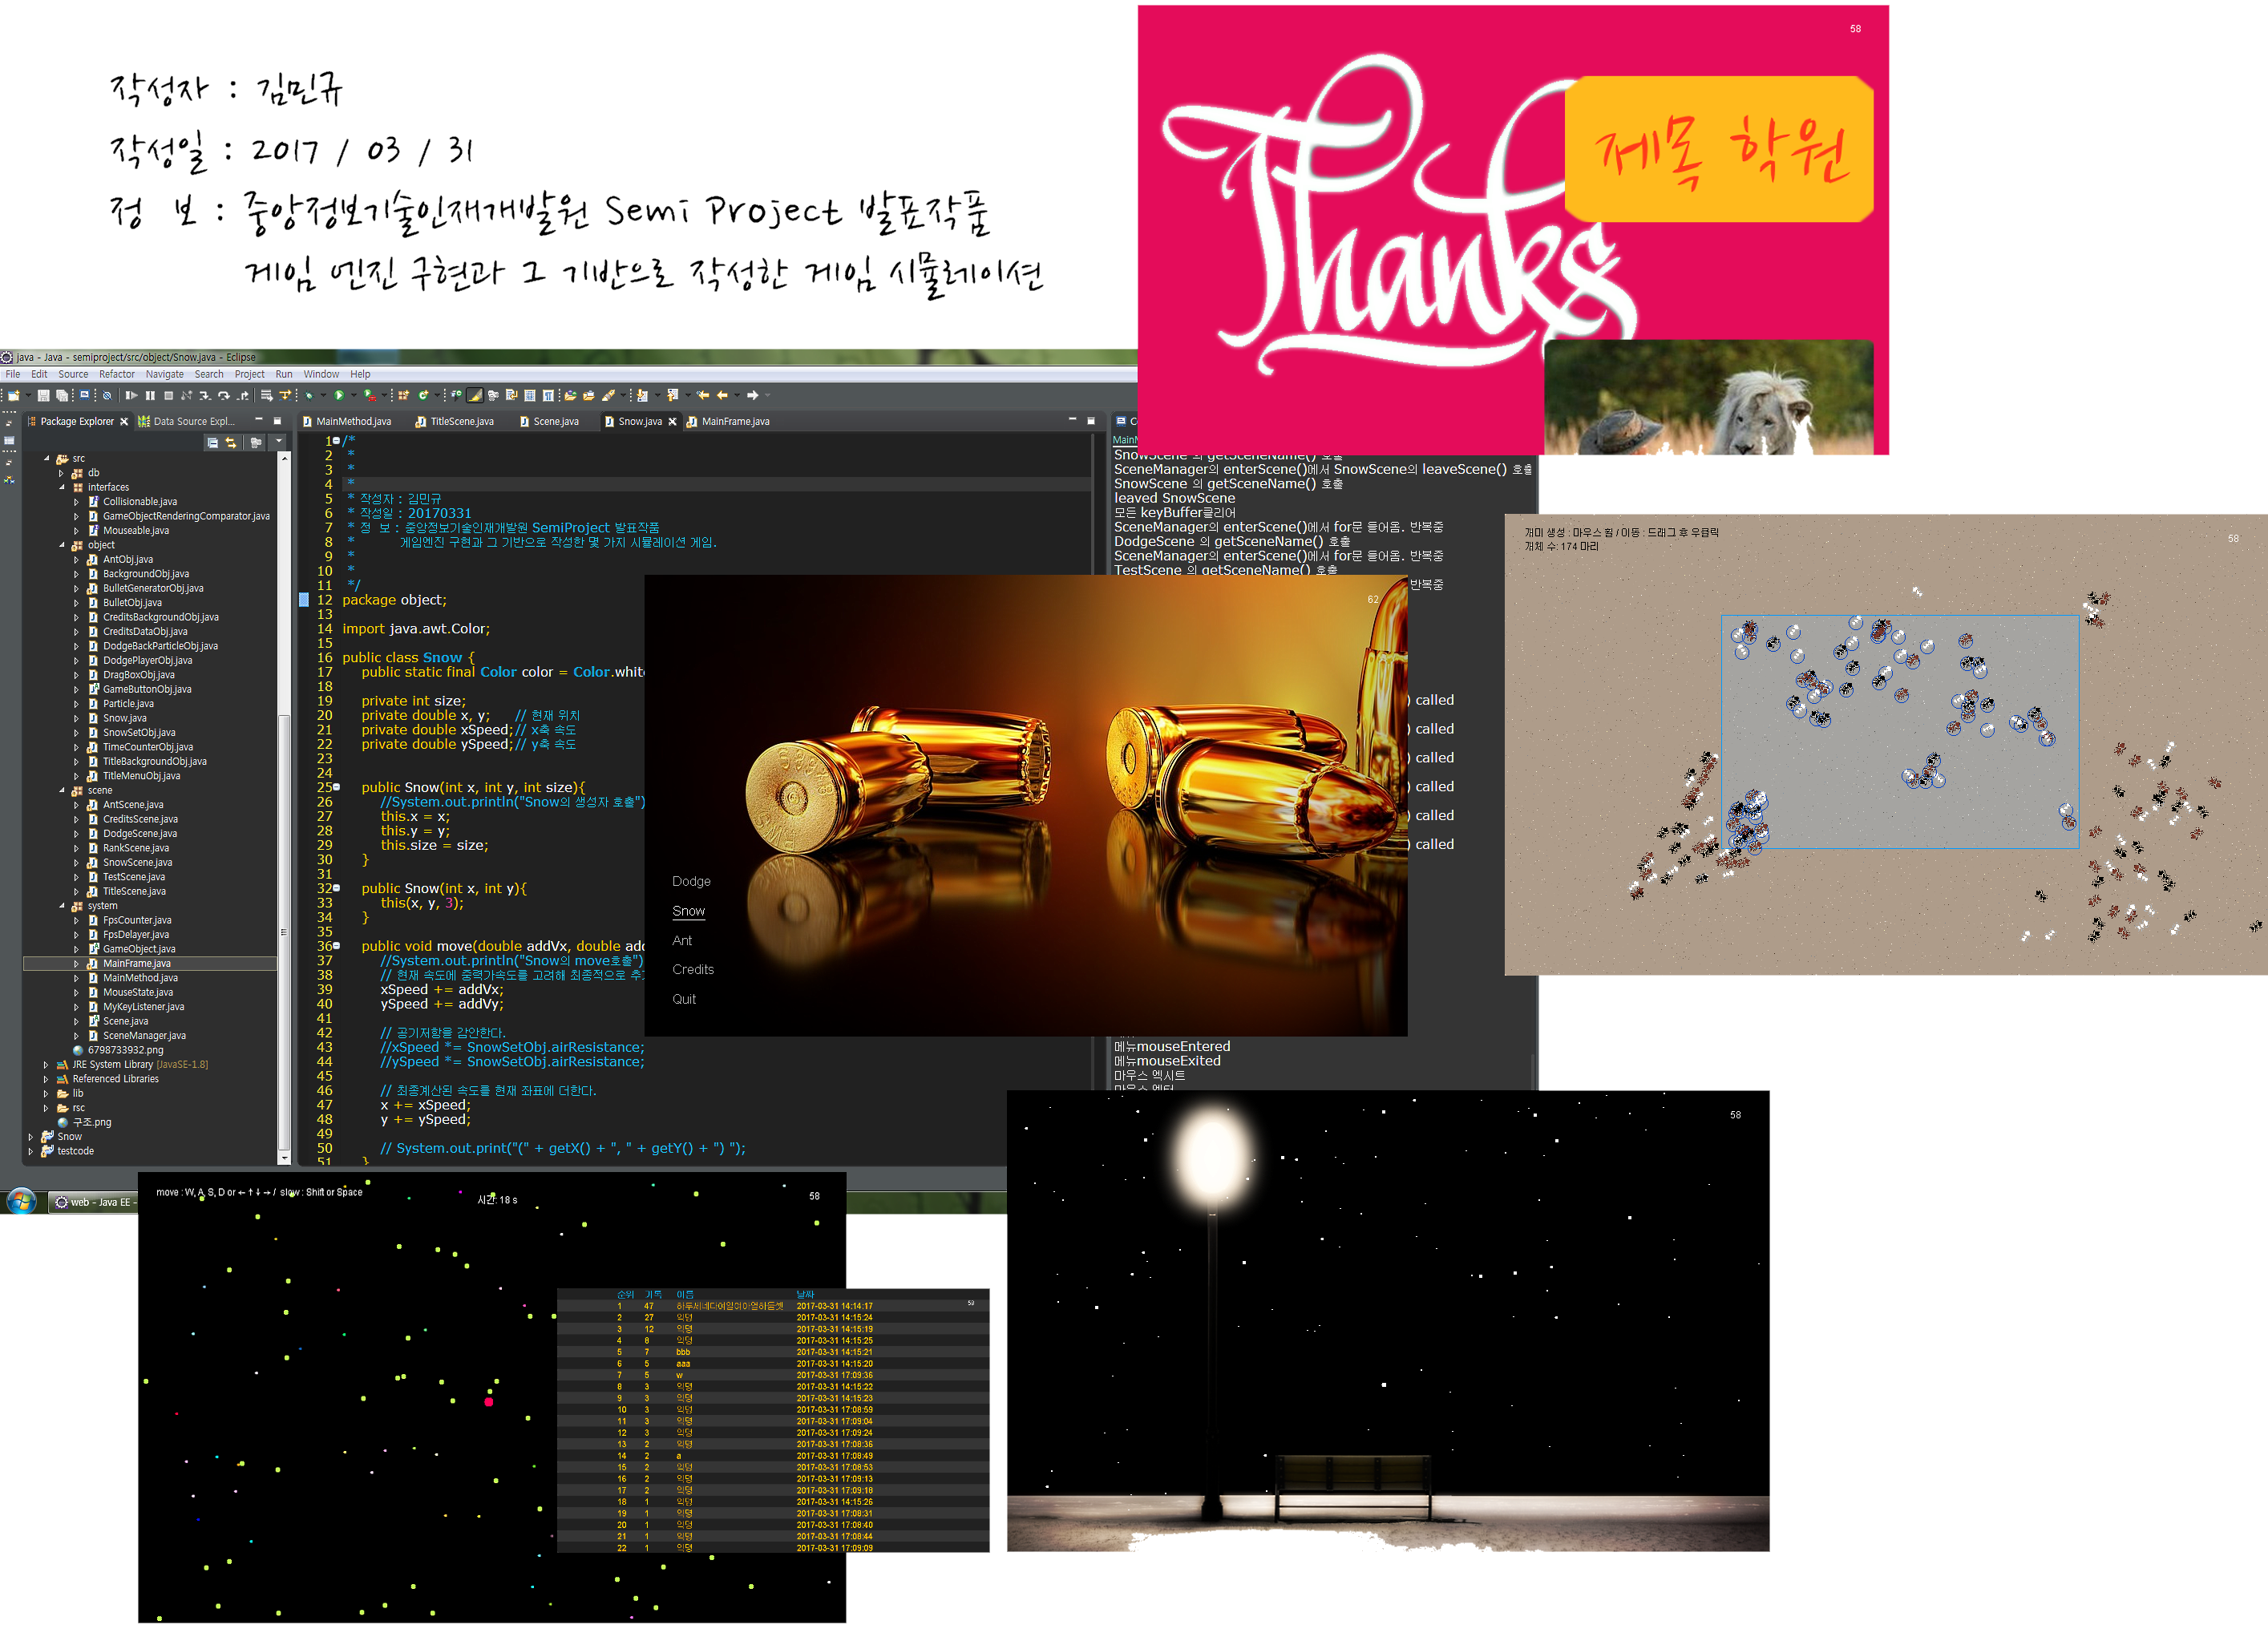 작성자 : 김민규
작성일 : 2017 / 03 / 31
정 보 : 중앙정보기술인재개발원 Semi Project 발표작품
게임 엔진 구현과 그 기반으로 작성한 게임 시뮬레이션
58
Thanks
제목 학원
java - Java - semiproject/src/object/Snow.java - Eclipse
File Edit Source Refactor Navigate Search Project Run Window Help
Package Explorer
Data Source Expl...
src
db
interfaces
Collisionable.java
GameObjectRenderingComparator.java
Mouseable.java
object
AntObj.java
BackgroundObj.java
BulletGeneratorObj.java
BulletObj.java
CreditsBackgroundObj.java
CreditsDataObj.java
DodgeBackParticleObj.java
DodgePlayerObj.java
DragBoxObj.java
GameButtonObj.java
Particle.java
Snow.java
SnowSetObj.java
TimeCounterObj.java
TitleBackgroundObj.java
TitleMenuObj.java
scene
AntScene.java
CreditsScene.java
DodgeScene.java
RankScene.java
SnowScene.java
TestScene.java
TitleScene.java
system
FpsCounter.java
FpsDelayer.java
GameObject.java
MainFrame.java
MainMethod.java
MouseState.java
MyKeyListener.java
Scene.java
SceneManager.java
6798733932.png
JRE System Library [JavaSE-1.8]
Referenced Libraries
lib
rsc
구조.png
Snow
testcode
MainMethod.java TitleScene.java Scene.java Snow.java MainFrame.java
1 /*
2 *
3 *
4 *
5 * 작성자 : 김민규
6 * 작성일 : 20170331
7 * 정 보 : 중앙정보기술인재개발원 SemiProject 발표작품
8 * 게임엔진 구현과 그 기반으로 작성한 몇 가지 시뮬레이션 게임.
9 *
10 *
11 */
12 package object;
13
14 import java.awt.Color;
15
16 public class Snow {
17 public static final Color color = Color.whit
18
19 private int size;
20 private double x, y; // 현재 위치
21 private double xSpeed; // x축 속도
22 private double ySpeed; // y축 속도
23
24
25 public Snow(int x, int y, int size){
26 //System.out.println("Snow의 생성자 호출")
27 this.x = x;
28 this.y = y;
29 this.size = size;
30 }
31
32 public Snow(int x, int y){
33 this(x, y, 3);
34 }
35
36 public void move(double addVx, double add
37 //System.out.println("Snow의 move호출")
38 // 현재 속도에 중력가속도를 고려해 최종적으로 추가
39 xSpeed += addVx;
40 ySpeed += addVy;
41
42 // 공기저항을 감안한다.
43 //xSpeed *= SnowSetObj.airResistance;
44 //ySpeed *= SnowSetObj.airResistance;
45
46 // 최종계산된 속도를 현재 좌표에 더한다.
47 x += xSpeed;
48 y += ySpeed;
49
50 // System.out.print("(" + getX() + ", " + getY() + ") ");
51 }
SnowScene 의 getSceneName() 호출
SceneManager의 enterScene()에서 SnowScene의 leaveScene() 호출
SnowScene 의 getSceneName() 호출
leaved SnowScene
모든 keyBuffer클리어
SceneManager의 enterScene()에서 for문 들어옴. 반복중
DodgeScene 의 getSceneName() 호출
SceneManager의 enterScene()에서 for문 들어옴. 반복중
TestScene 의 getSceneName() 호출
반복중
) called
) called
) called
) called
) called
) called
메뉴mouseEntered
메뉴mouseExited
마우스 엑시트
마우스 엔터
62
Dodge
Snow
Ant
Credits
Quit
개미 생성 : 마우스 휠 / 이동 : 드래그 후 우클릭
개체 수: 174 마리
58
58
web - Java EE -
move : W, A, S, D or ← ↑ ↓ → / slow : Shift or Space
시간: 18 s
58
순위 기록 이름 날짜
1 47 하두세네다여일여아열하듬셋 2017-03-31 14:14:17
2 27 익명 2017-03-31 14:15:24
3 12 익명 2017-03-31 14:15:19
4 8 익명 2017-03-31 14:15:25
5 7 bbb 2017-03-31 14:15:21
6 5 aaa 2017-03-31 14:15:20
7 5 w 2017-03-31 17:09:36
8 3 익명 2017-03-31 14:15:22
9 3 익명 2017-03-31 14:15:23
10 3 익명 2017-03-31 17:08:59
11 3 익명 2017-03-31 17:09:04
12 3 익명 2017-03-31 17:09:24
13 2 익명 2017-03-31 17:08:36
14 2 a 2017-03-31 17:08:49
15 2 익명 2017-03-31 17:08:53
16 2 익명 2017-03-31 17:09:13
17 2 익명 2017-03-31 17:09:18
18 1 익명 2017-03-31 14:15:26
19 1 익명 2017-03-31 17:08:31
20 1 익명 2017-03-31 17:08:40
21 1 익명 2017-03-31 17:08:44
22 1 익명 2017-03-31 17:09:09